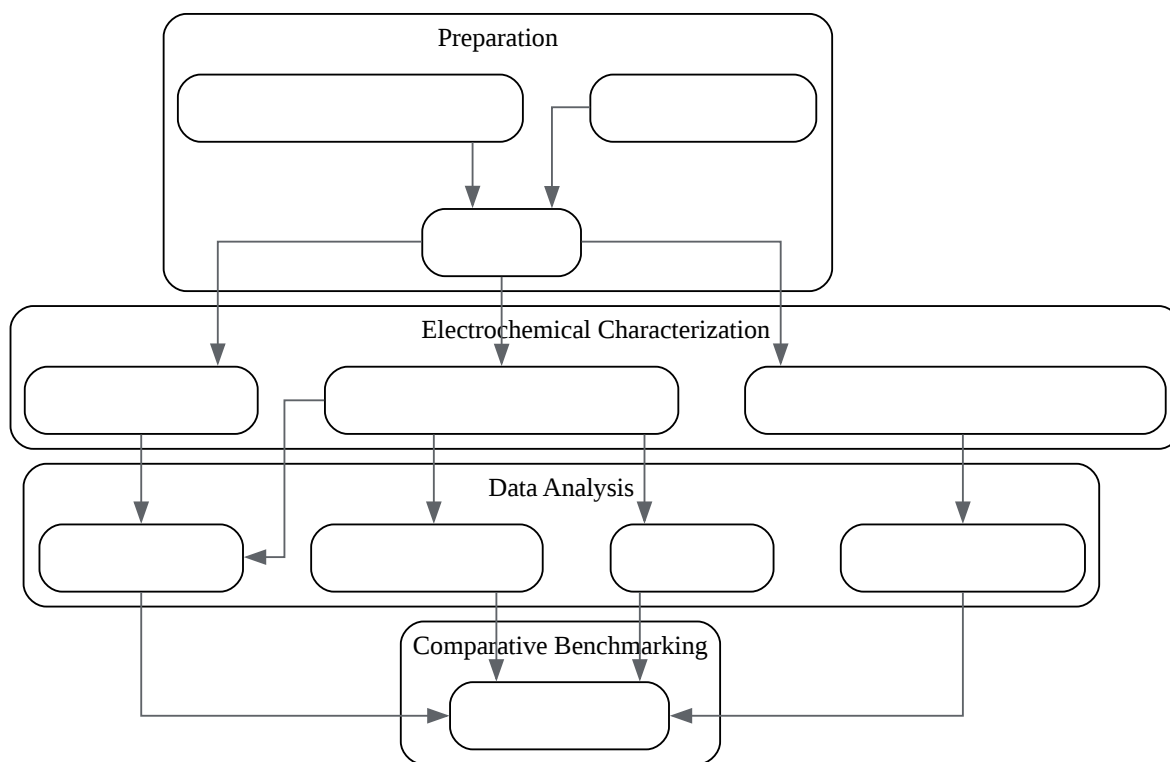 Preparation
Electrochemical Characterization
Data Analysis
Comparative Benchmarking